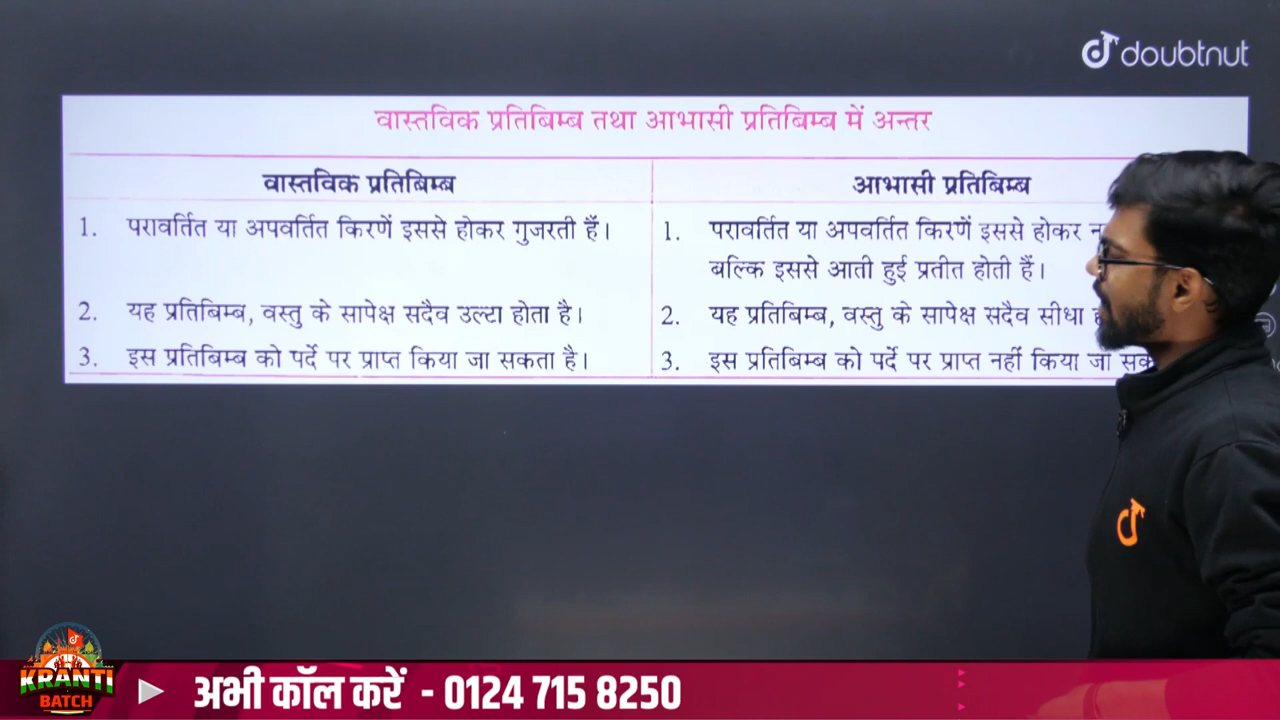 doubtnut
वास्तविक प्रतिबिम्ब तथा आभासी प्रतिबिम्ब में अन्तर
वास्तविक प्रतिबिम्ब
1. परावर्तित या अपवर्तित किरणें इससे होकर गुजरती हैं।
2. यह प्रतिबिम्ब, वस्तु के सापेक्ष सदैव उल्टा होता है।
3. इस प्रतिबिम्ब को पर्दे पर प्राप्त किया जा सकता है।
आभासी प्रतिबिम्ब
1. परावर्तित या अपवर्तित किरणें इससे होकर
बल्कि इससे आती हुई प्रतीत होती हैं।
2. यह प्रतिबिम्ब, वस्तु के सापेक्ष सदैव सीधा
3. इस प्रतिबिम्ब को पर्दे पर प्राप्त नहीं किया जा
KRANTI
BATCH
अभी कॉल करें - 0124 715 8250